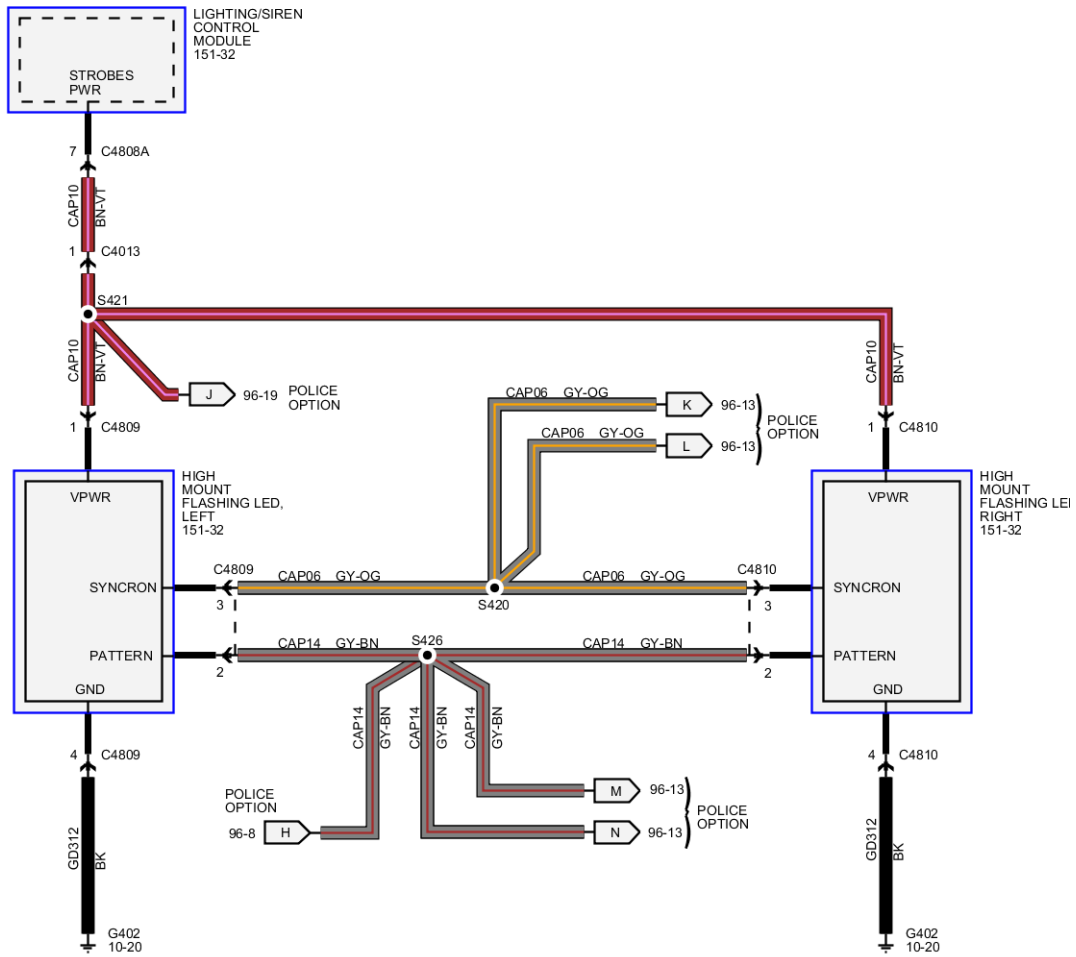 LIGHTING/SIREN
CONTROL
MODULE
151-32
STROBES
PWR
7 C4808A
CAP10
BN-VT
1 C4013
S421
CAP10
BN-VT
J 96-19 POLICE
OPTION
1 C4809
CAP06 GY-OG
K 96-13
CAP06 GY-OG
L 96-13
POLICE
OPTION
CAP10
BN-VT
1 C4810
HIGH
MOUNT
FLASHING LED,
LEFT
151-32
VPWR
SYNCRON
PATTERN
GND
HIGH
MOUNT
FLASHING LE
RIGHT
151-32
VPWR
SYNCRON
PATTERN
GND
C4809
3
CAP06 GY-OG
S420
CAP06 GY-OG
C4810
3
2
CAP14 GY-BN
S426
CAP14 GY-BN
2
CAP14
GY-BN
CAP14
GY-BN
CAP14
GY-BN
POLICE
OPTION
96-8 H
M 96-13
N 96-13
POLICE
OPTION
4 C4809
GD312
BK
G402
10-20
4 C4810
GD312
BK
G402
10-20